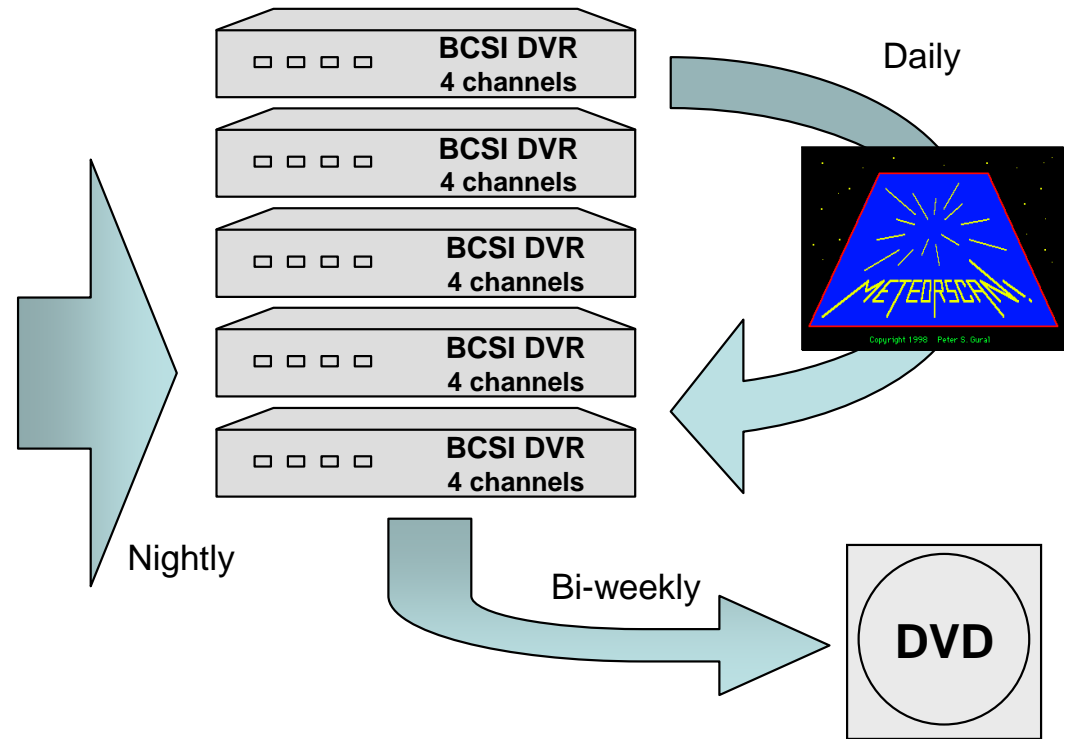 BCSI DVR
4 channels
Daily
BCSI DVR
4 channels
BCSI DVR
4 channels
METEORSCAN!
Copyright 1998 Peter S. Gural
BCSI DVR
4 channels
BCSI DVR
4 channels
Nightly
Bi-weekly
DVD